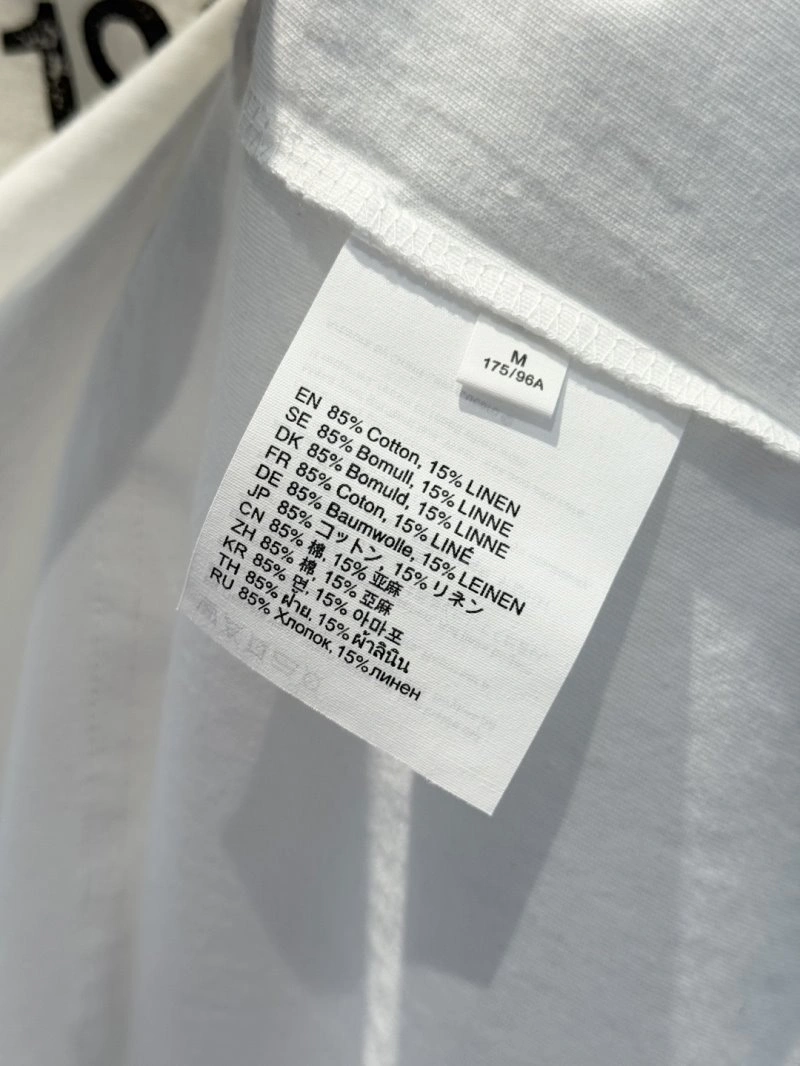 19
M
175/96A
EN 85% Cotton, 15% LINEN
SE 85% Bomull, 15% LINNE
DK 85% Bomuld, 15% LINNE
FR 85% Coton, 15% LINÉ
DE 85% Baumwolle, 15% LEINEN
JP 85% コットン, 15% リネン
CN 85% 棉, 15% 亚麻
ZH 85% 棉, 15% 亞麻
KR 85% 면, 15% 아마포
TH 85% ฝ้าย, 15% ผ้าลินิน
RU 85% Хлопок, 15% линен